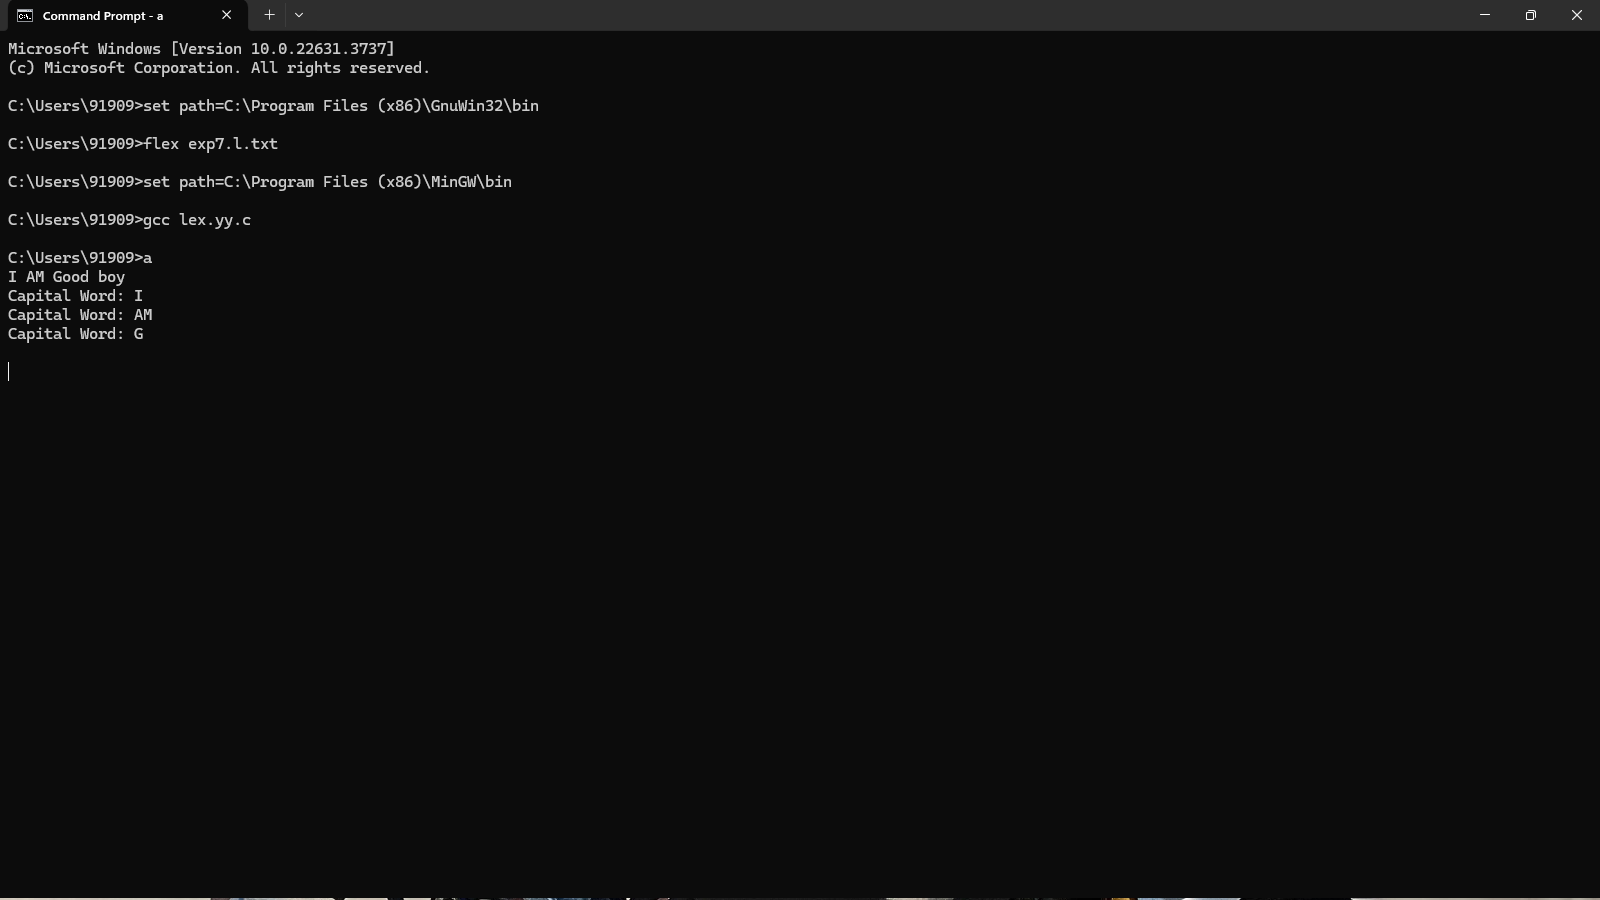 Command Prompt - a
Microsoft Windows [Version 10.0.22631.3737]
(c) Microsoft Corporation. All rights reserved.
C:\Users\91909>set path=C:\Program Files (x86)\GnuWin32\bin
C:\Users\91909>flex exp7.l.txt
C:\Users\91909>set path=C:\Program Files (x86)\MinGW\bin
C:\Users\91909>gcc lex.yy.c
C:\Users\91909>a
I AM Good boy
Capital Word: I
Capital Word: AM
Capital Word: G